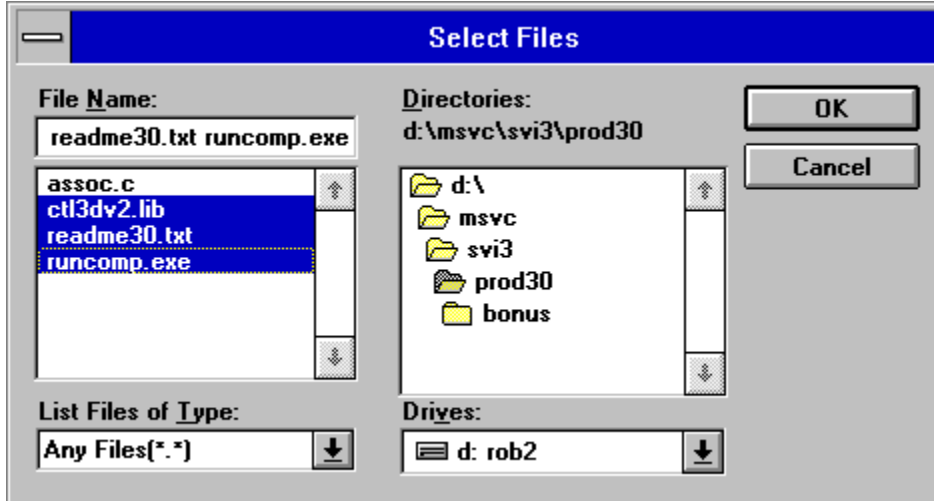 Select Files
File Name:
readme30.txt runcomp.exe
assoc.c
ctl3dv2.lib
readme30.txt
runcomp.exe
List Files of Type:
Any Files(*.*)
Directories:
d:\msvc\svi3\prod30
d:\
msvc
svi3
prod30
bonus
Drives:
d: rob2
OK
Cancel